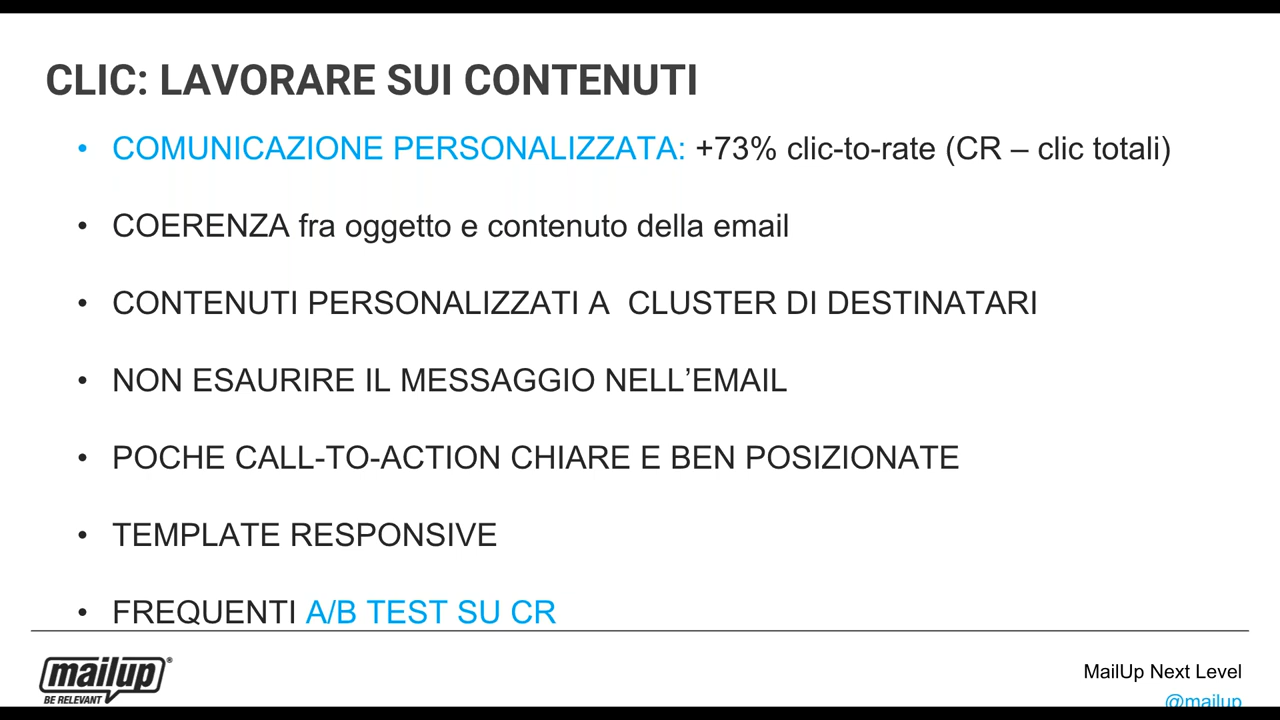 CLIC: LAVORARE SUI CONTENUTI
• COMUNICAZIONE PERSONALIZZATA: +73% clic-to-rate (CR – clic totali)
• COERENZA fra oggetto e contenuto della email
• CONTENUTI PERSONALIZZATI A  CLUSTER DI DESTINATARI
• NON ESAURIRE IL MESSAGGIO NELL’EMAIL
• POCHE CALL-TO-ACTION CHIARE E BEN POSIZIONATE
• TEMPLATE RESPONSIVE
• FREQUENTI A/B TEST SU CR
mailup®
BE RELEVANT
MailUp Next Level
@mailup